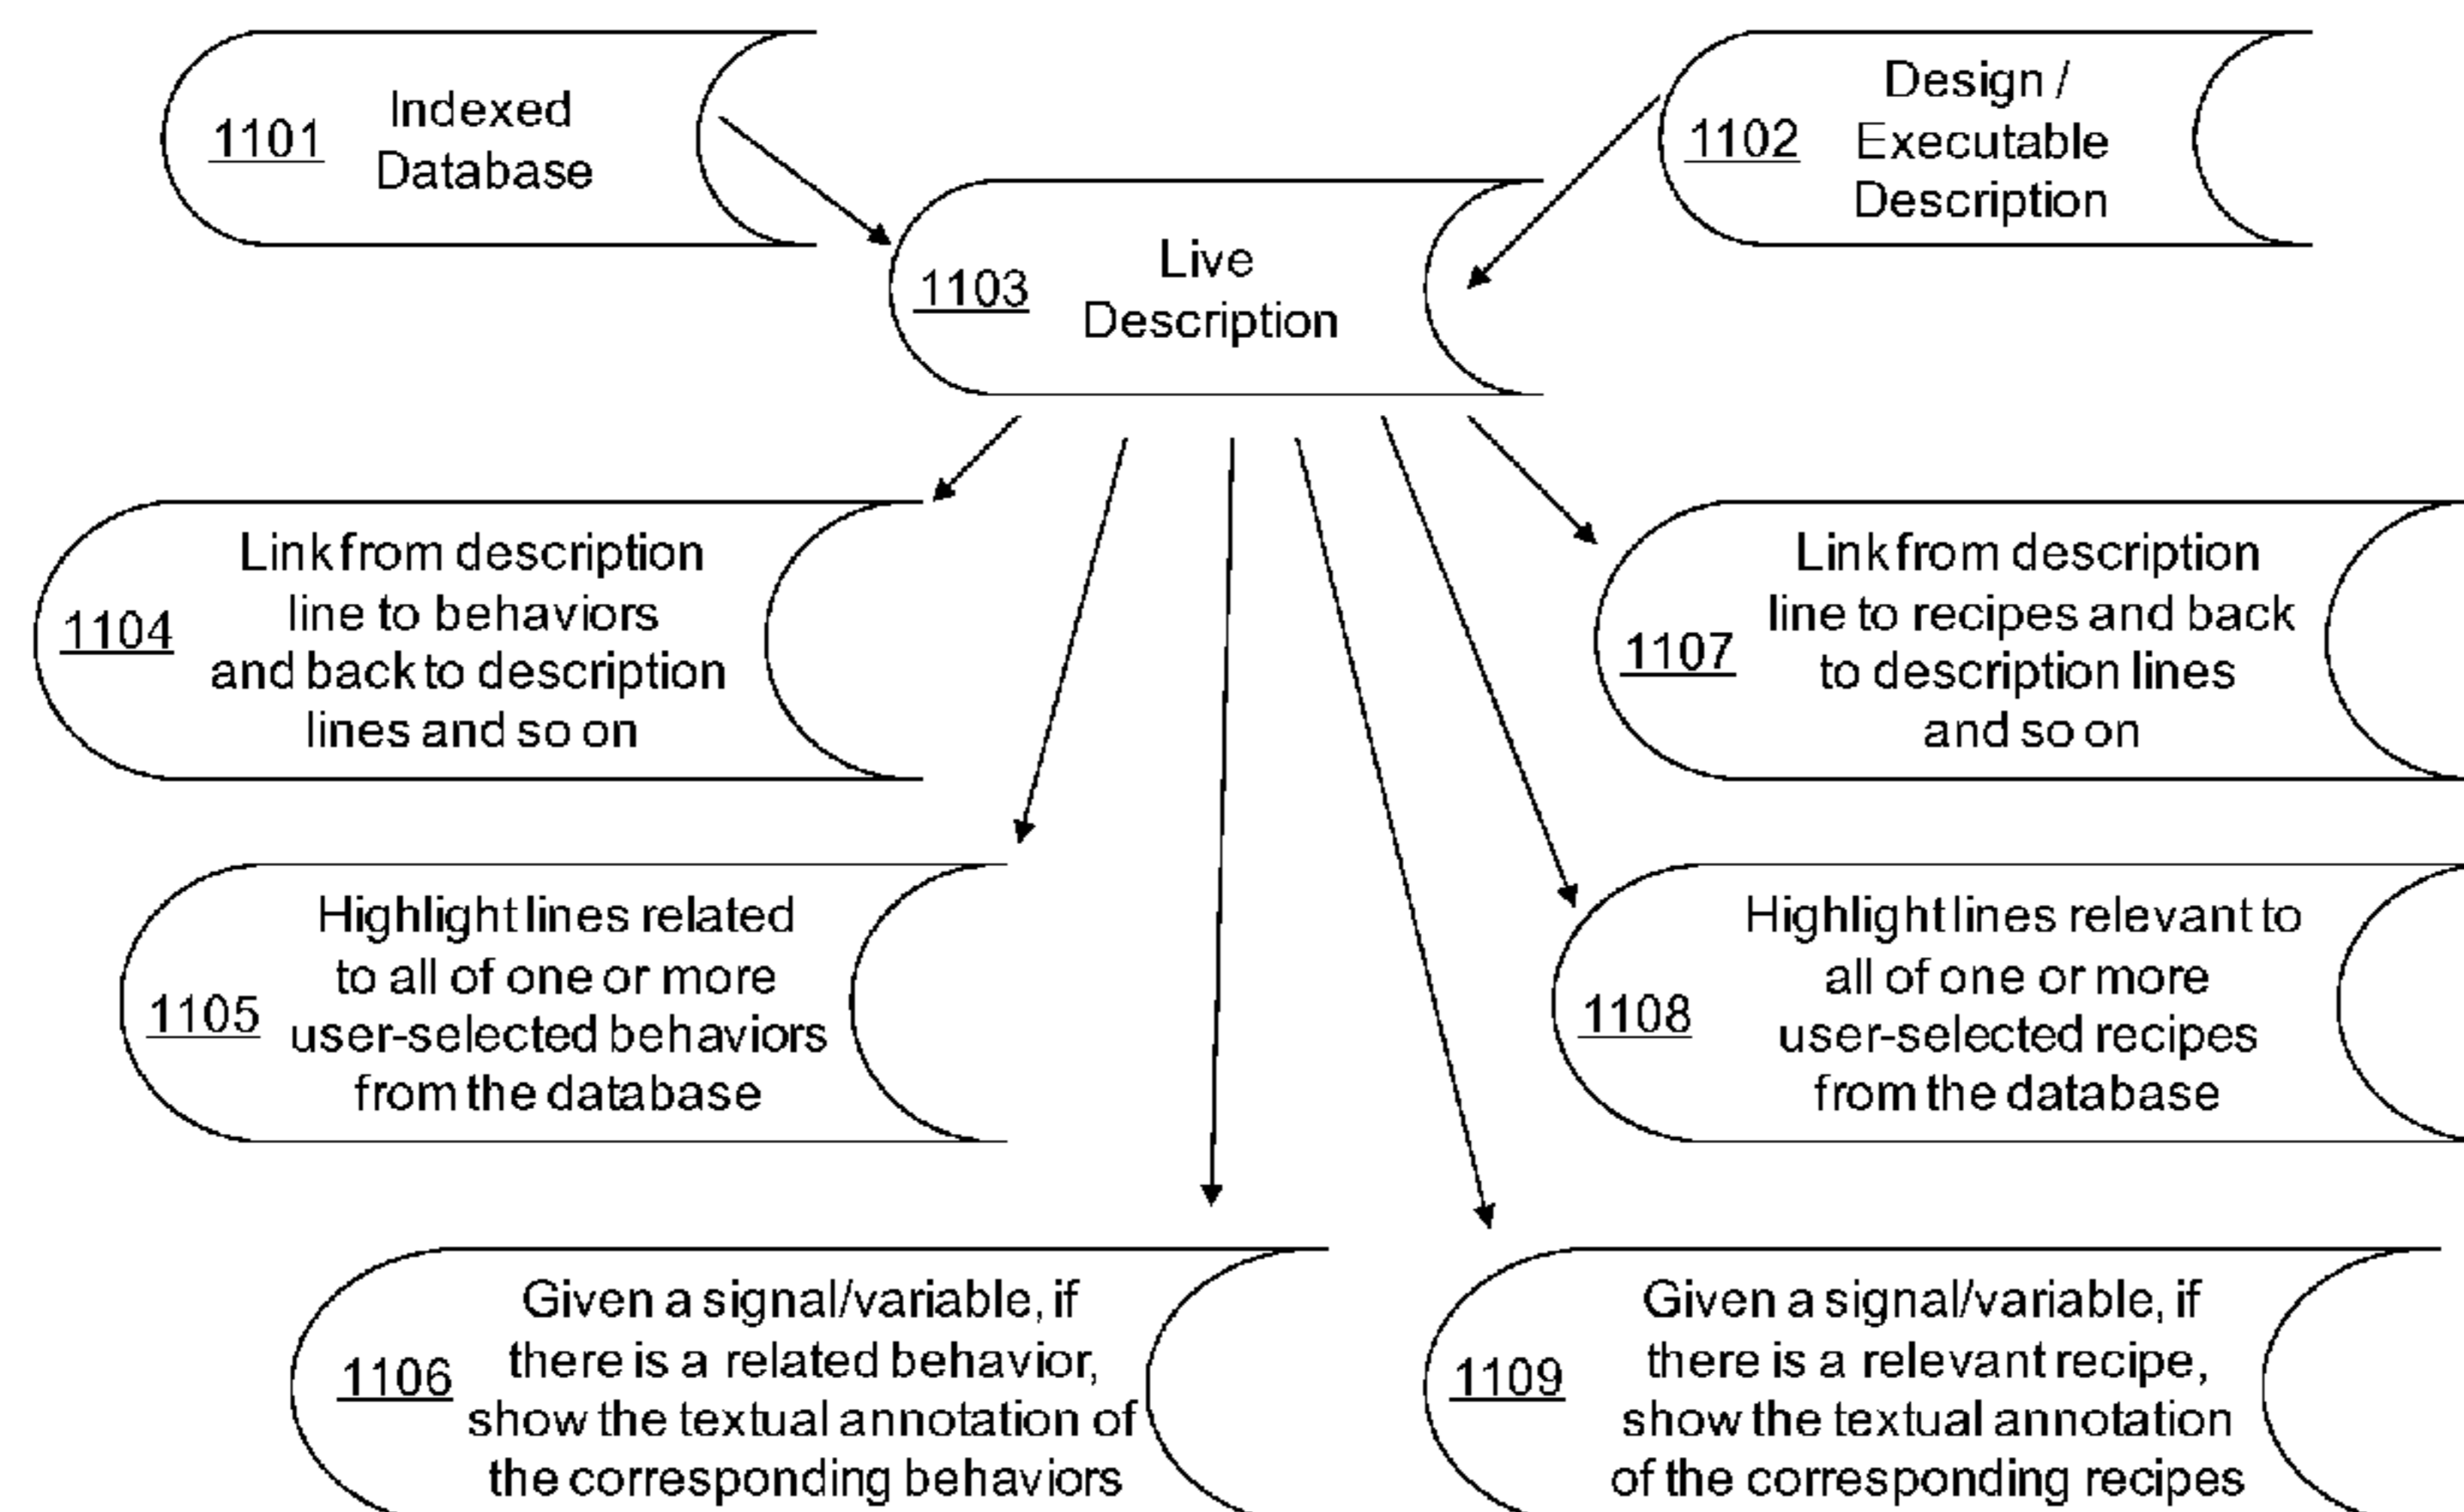 1101
Indexed
Database
1102
Design /
Executable
Description
1103
Live
Description
1104
Link from description
line to behaviors
and back to description
lines and so on
1107
Link from description
line to recipes and back
to description lines
and so on
1105
Highlight lines related
to all of one or more
user-selected behaviors
from the database
1108
Highlight lines relevant to
all of one or more
user-selected recipes
from the database
1106
Given a signal/variable, if
there is a related behavior,
show the textual annotation of
the corresponding behaviors
1109
Given a signal/variable, if
there is a relevant recipe,
show the textual annotation
of the corresponding recipes